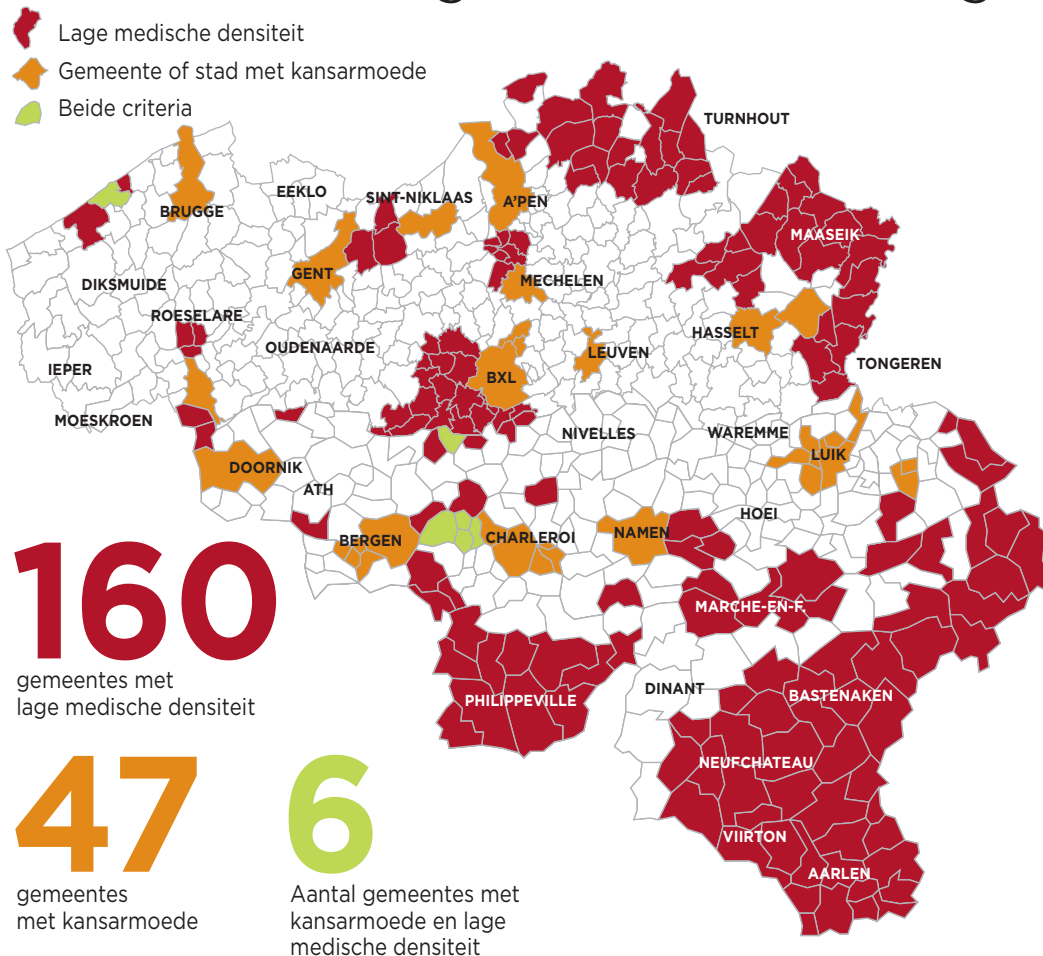 Lage medische densiteit
Gemeente of stad met kansarmoede
Beide criteria
TURNHOUT
EEKLO
SINT-NIKLAAS
A'PEN
BRUGGE
MAASEIK
GENT
MECHELEN
DIKSMUIDE
ROESELARE
HASSELT
OUDENAARDE
LEUVEN
IEPER
BXL
TONGEREN
MOESKROEN
NIVELLES
WAREMME
LUIK
DOORNIK
ATH
HOEI
BERGEN
CHARLEROI
NAMEN
MARCHE-EN-F.
DINANT
BASTENAKEN
PHILIPPEVILLE
NEUFCHATEAU
VIIRTON
AARLEN
160
gemeentes met
lage medische densiteit
47
gemeentes
met kansarmoede
6
Aantal gemeentes met
kansarmoede en lage
medische densiteit